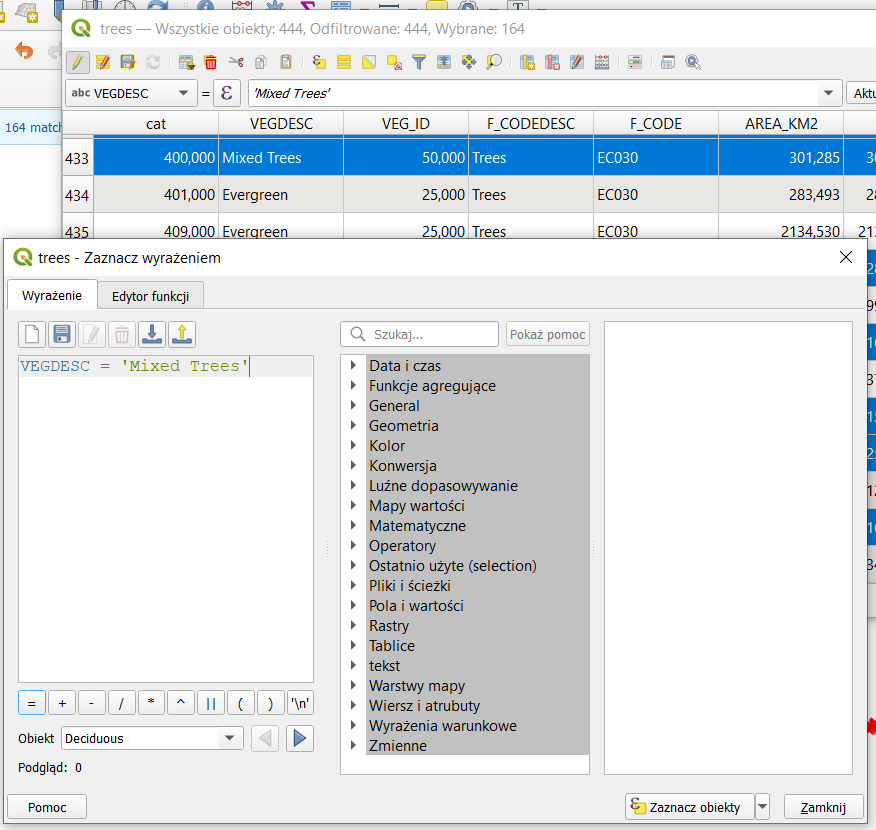 trees — Wszystkie obiekty: 444, Odfiltrowane: 444, Wybrane: 164
abc VEGDESC = ε 'Mixed Trees' Aktu
164 match
cat VEGDESC VEG_ID F_CODEDESC F_CODE AREA_KM2
433 400,000 Mixed Trees 50,000 Trees EC030 301,285
434 401,000 Evergreen 25,000 Trees EC030 283,493
435 409,000 Evergreen 25,000 Trees EC030 2134,530
trees - Zaznacz wyrażeniem
Wyrażenie Edytor funkcji
Szukaj... Pokaż pomoc
VEGDESC = 'Mixed Trees'
Data i czas
Funkcje agregujące
General
Geometria
Kolor
Konwersja
Luźne dopasowywanie
Mapy wartości
Matematyczne
Operatory
Ostatnio użyte (selection)
Pliki i ścieżki
Pola i wartości
Rastry
Tablice
tekst
Warstwy mapy
Wiersz i atrubuty
Wyrażenia warunkowe
Zmienne
= + - / * ^ || ( ) '\n'
Obiekt Deciduous
Podgląd: 0
Pomoc Zaznacz obiekty Zamknij